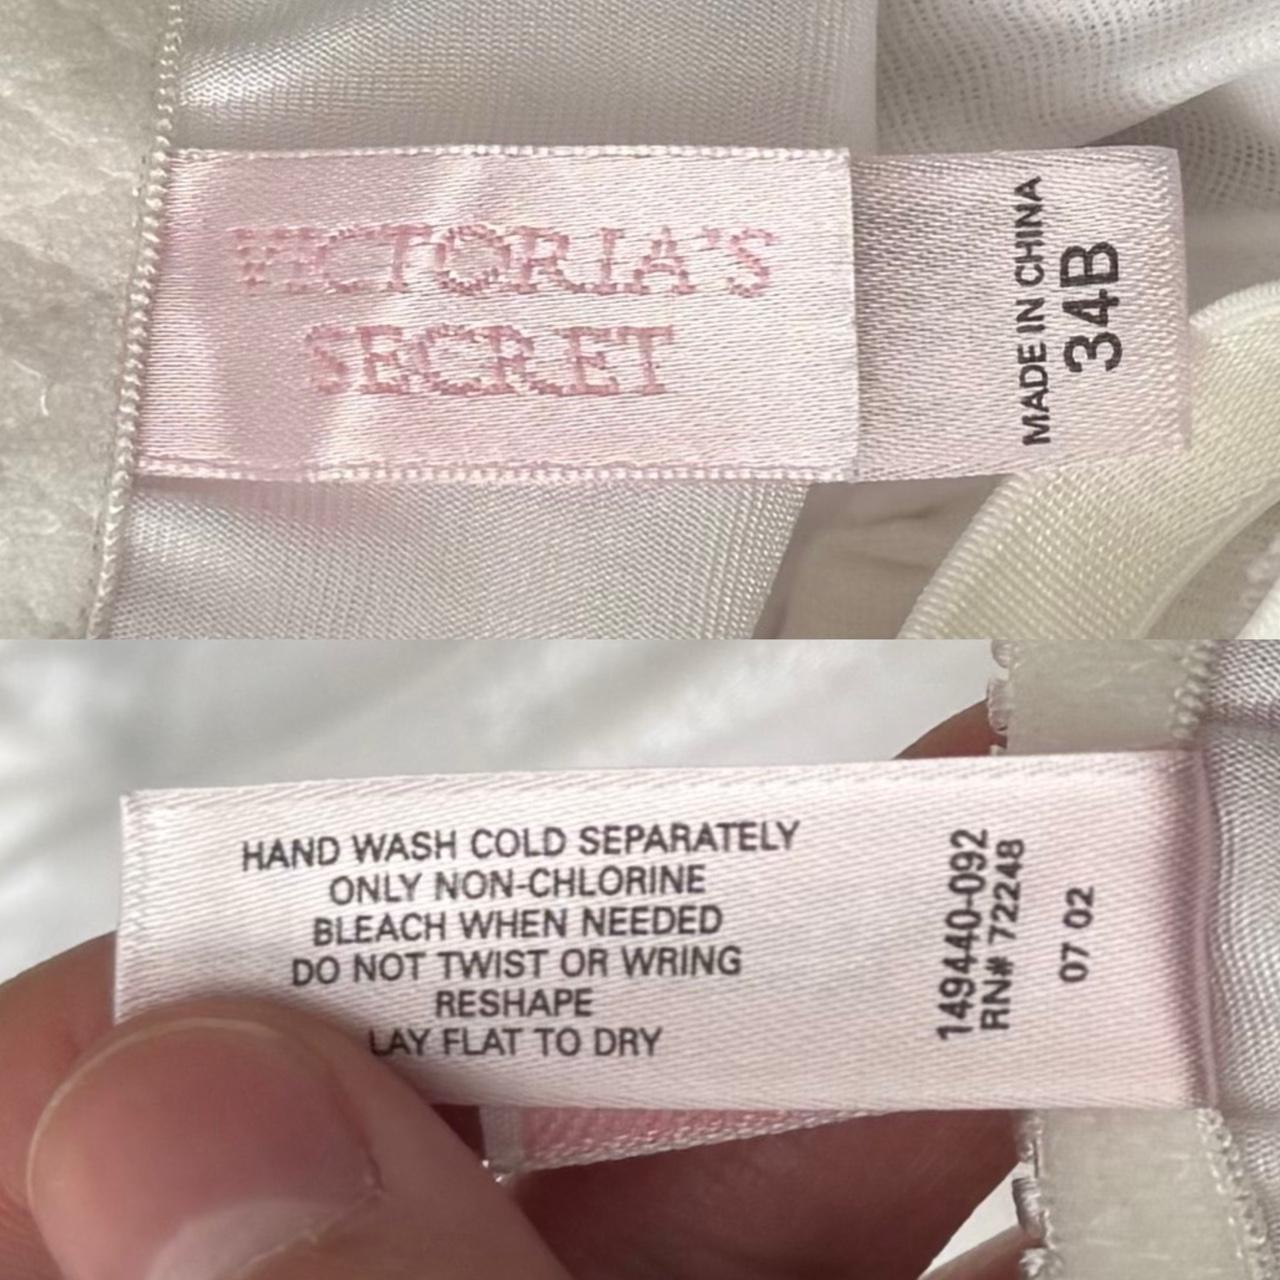 VICTORIA'S
SECRET
MADE IN CHINA
34B
HAND WASH COLD SEPARATELY
ONLY NON-CHLORINE
BLEACH WHEN NEEDED
DO NOT TWIST OR WRING
RESHAPE
LAY FLAT TO DRY
149440-092
RN# 72248
07 02